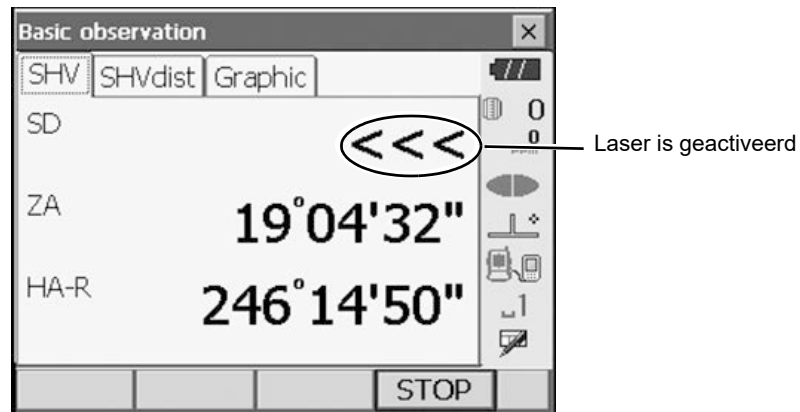 Basic observation
SHV SHVdist Graphic
SD <<<
0
0
ppm
Laser is geactiveerd
ZA 19°04'32"
HA-R 246°14'50"
1
STOP